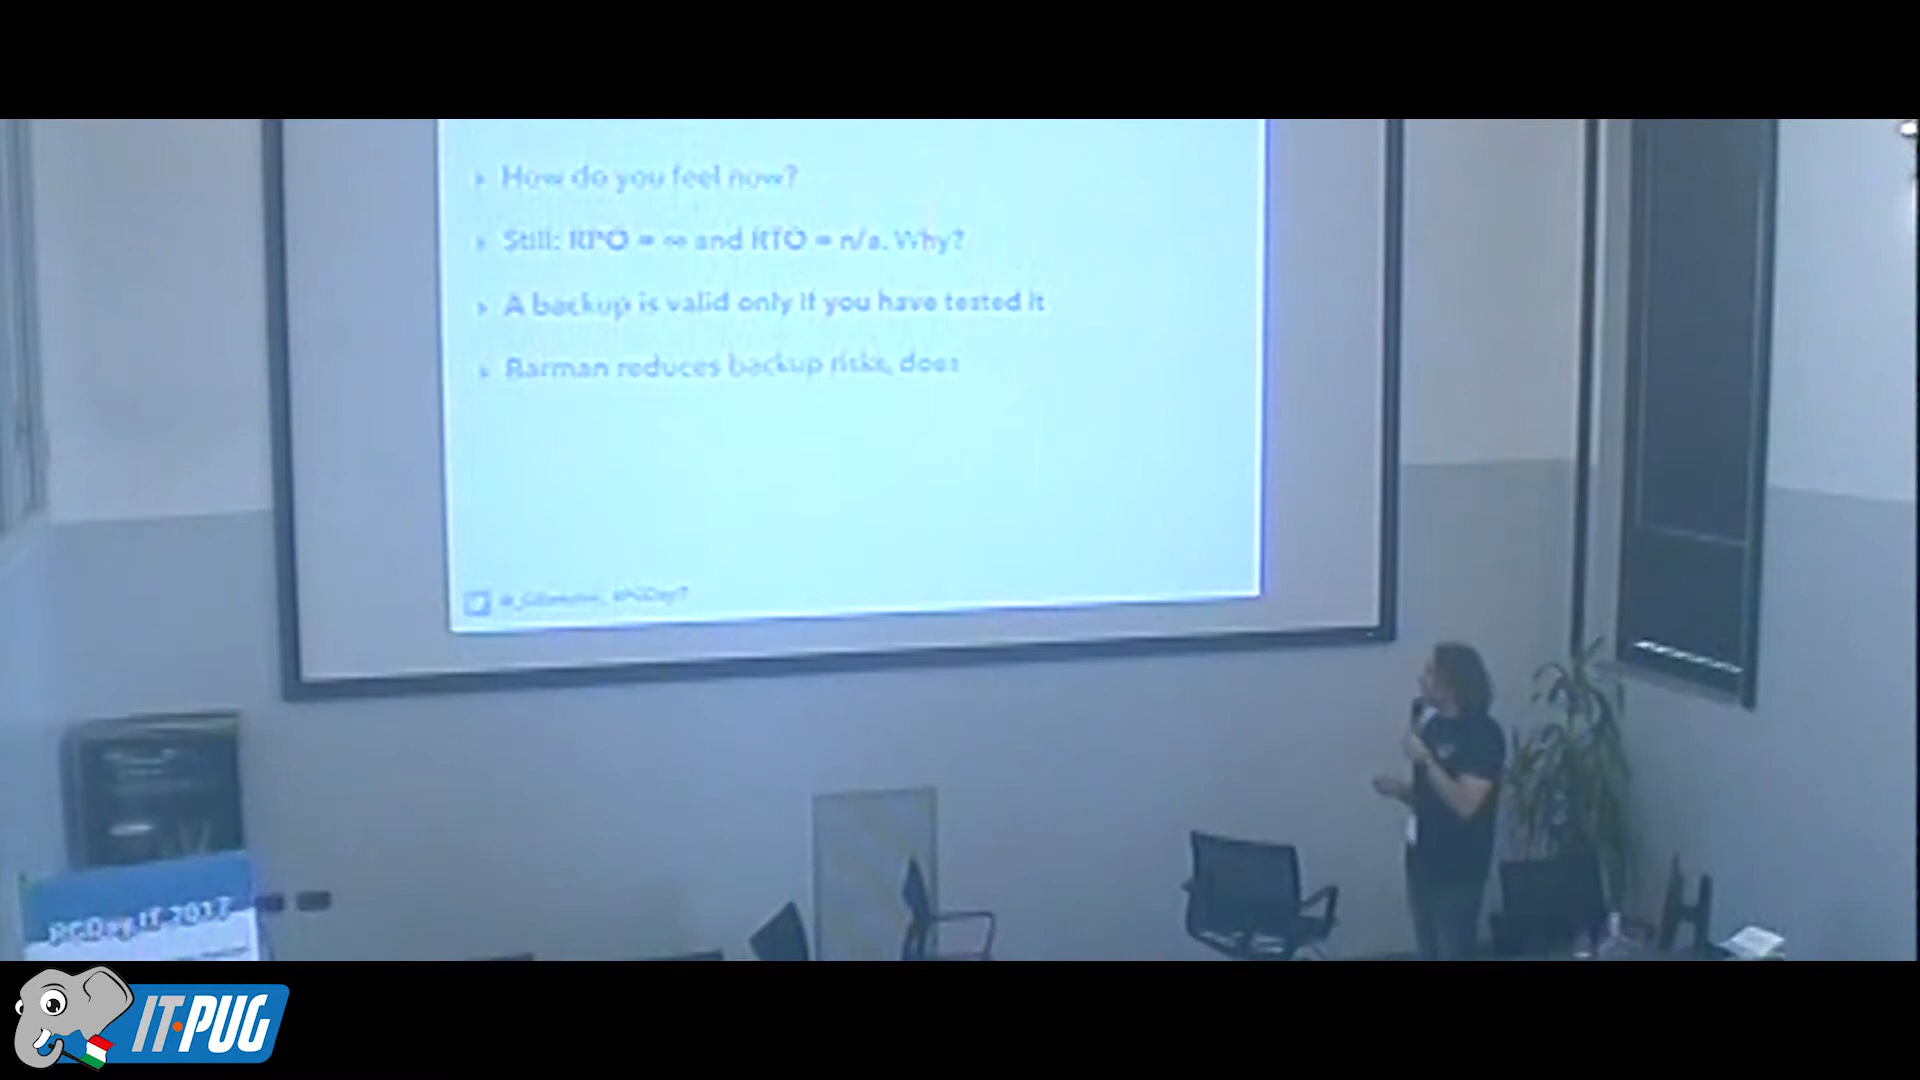 How do you feel now?
Still: RPO = ∞ and RTO = n/a. Why?
A backup is valid only if you have tested it
Barman reduces backup risks, does
#PGDayIT
PGDay.IT 2017
IT·PUG